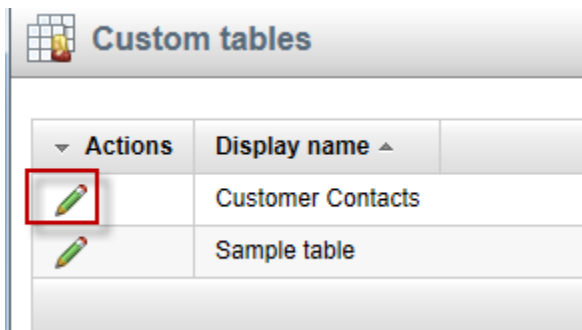 Custom tables
Actions Display name
Customer Contacts
Sample table